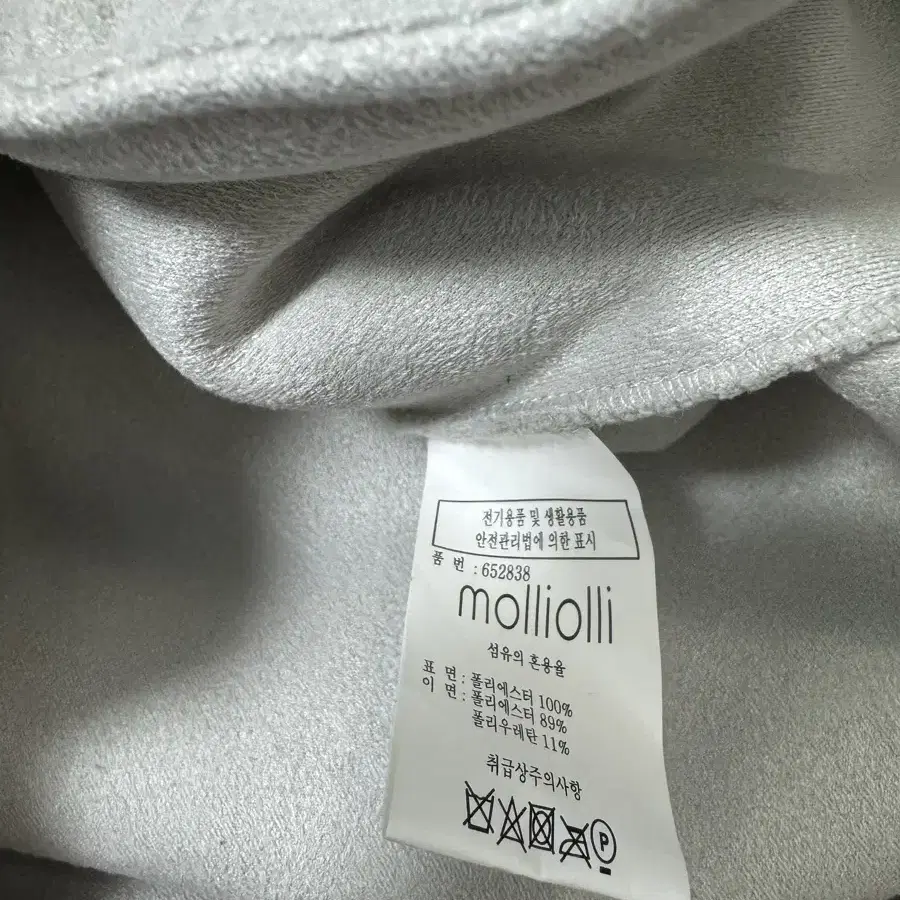 전기용품 및 생활용품
안전관리법에 의한 표시
품 번 : 652838
molliolli
섬유의 혼용율
표 면 : 폴리에스터 100%
이 면 : 폴리에스터 89%
폴리우레탄 11%
취급상주의사항
P